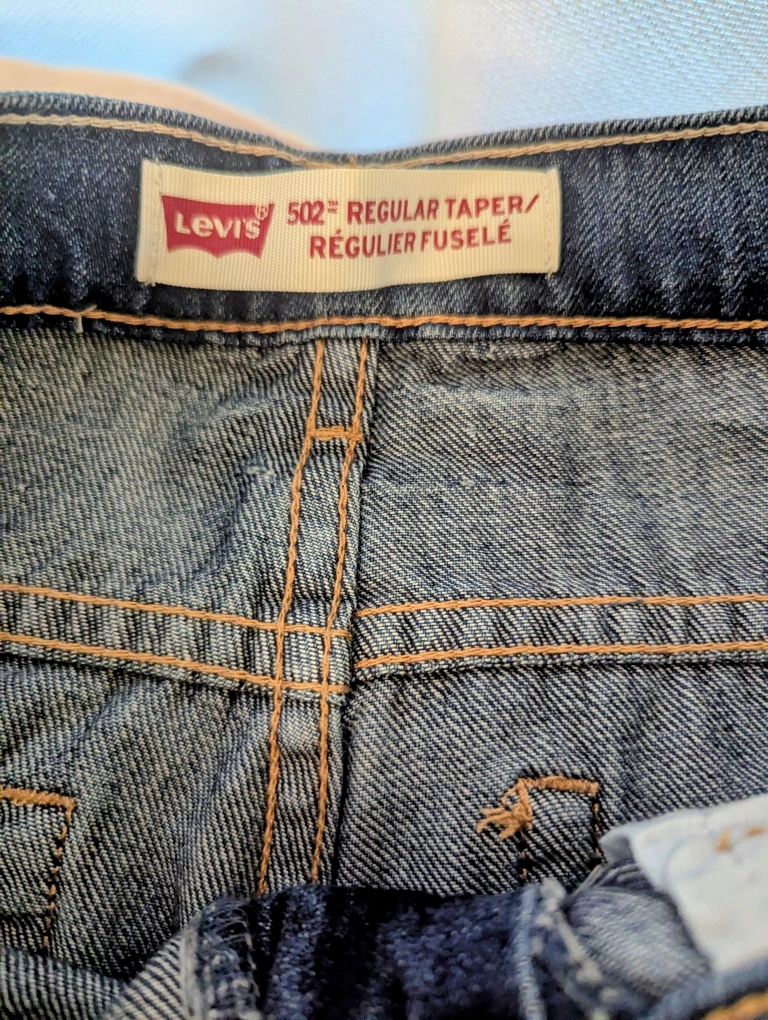 Levi's®
502™ REGULAR TAPER/
RÉGULIER FUSELÉ